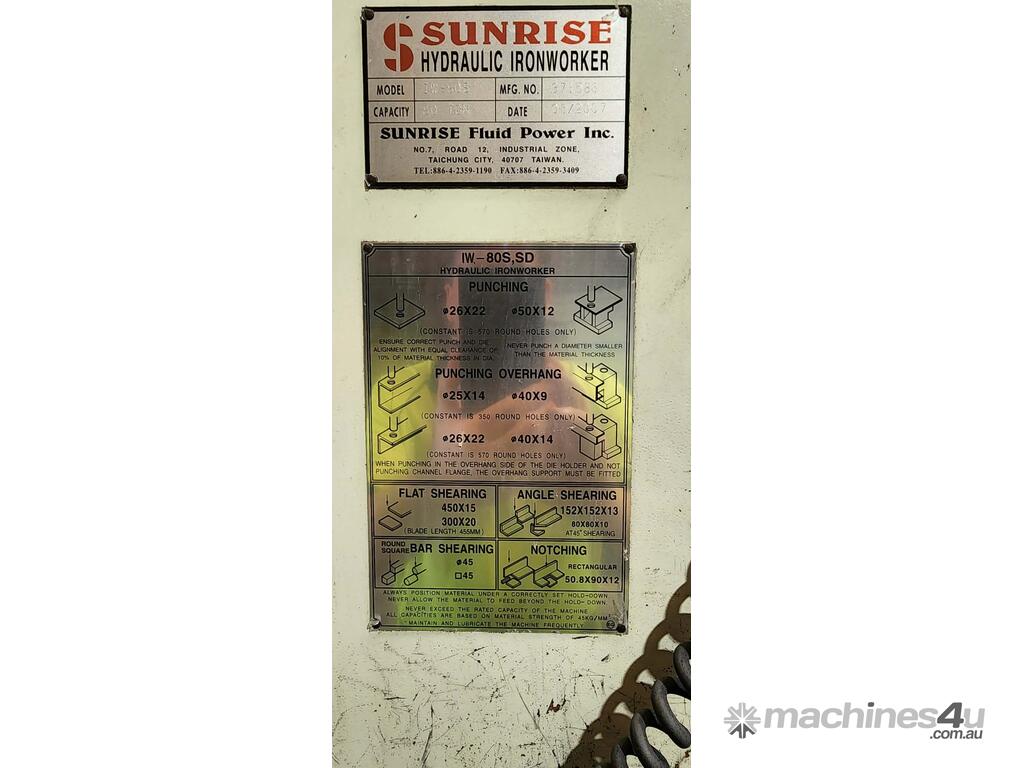 S SUNRISE
HYDRAULIC IRONWORKER
MODEL MFG. NO.
CAPACITY DATE
SUNRISE Fluid Power Inc.
NO.7, ROAD 12, INDUSTRIAL ZONE,
TAICHUNG CITY, 40707 TAIWAN.
TEL:886-4-2359-1190 FAX:886-4-2359-3409
IW-80S,SD
HYDRAULIC IRONWORKER
PUNCHING
ø26X22 ø50X12
(CONSTANT IS 570 ROUND HOLES ONLY)
ENSURE CORRECT PUNCH AND DIE
ALIGNMENT WITH EQUAL CLEARANCE OF
10% OF MATERIAL THICKNESS IN DIA.
NEVER PUNCH A DIAMETER SMALLER
THAN THE MATERIAL THICKNESS
PUNCHING OVERHANG
ø25X14 ø40X9
(CONSTANT IS 350 ROUND HOLES ONLY)
ø26X22 ø40X14
(CONSTANT IS 570 ROUND HOLES ONLY)
WHEN PUNCHING IN THE OVERHANG SIDE OF THE DIE HOLDER AND NOT
PUNCHING CHANNEL FLANGE, THE OVERHANG SUPPORT MUST BE FITTED
FLAT SHEARING
450X15
300X20
(BLADE LENGTH 455MM)
ANGLE SHEARING
152X152X13
80X80X10
AT45° SHEARING
ROUND
SQUARE BAR SHEARING
ø45
□45
NOTCHING
RECTANGULAR
50.8X90X12
ALWAYS POSITION MATERIAL UNDER A CORRECTLY SET HOLD-DOWN
NEVER ALLOW THE MATERIAL TO FEED BEYOND THE HOLD-DOWN.
NEVER EXCEED THE RATED CAPACITY OF THE MACHINE
ALL CAPACITIES ARE BASED ON MATERIAL STRENGTH OF 45KG/MM²
MAINTAIN AND LUBRICATE THE MACHINE FREQUENTLY.
machines4u
.com.au